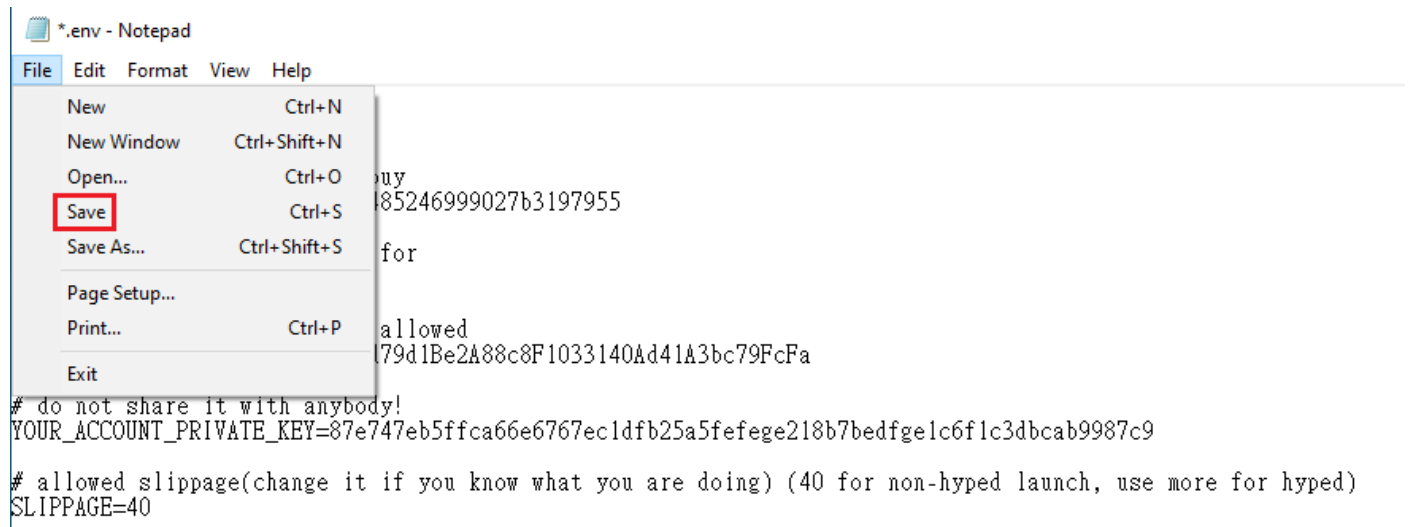 *.env - Notepad
File Edit Format View Help
New Ctrl+N
New Window Ctrl+Shift+N
Open... Ctrl+O
buy
Save Ctrl+S
85246999027b3197955
Save As... Ctrl+Shift+S
for
Page Setup...
Print... Ctrl+P
allowed
79d1Be2A88c8F1033140Ad41A3bc79FcFa
Exit
# do not share it with anybody!
YOUR_ACCOUNT_PRIVATE_KEY=87e747eb5ffca66e6767ec1dfb25a5fefege218b7bedfge1c6f1c3dbcab9987c9
# allowed slippage(change it if you know what you are doing) (40 for non-hyped launch, use more for hyped)
SLIPPAGE=40